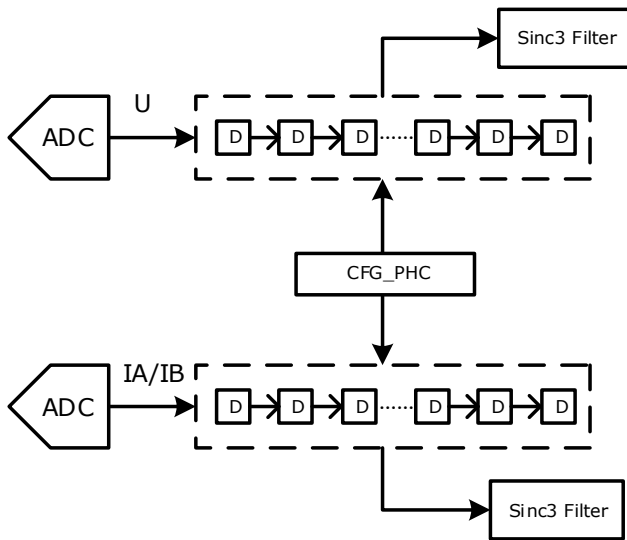 Sinc3 Filter
U
ADC
D D D ...... D D D
CFG_PHC
IA/IB
ADC
D D D ...... D D D
Sinc3 Filter